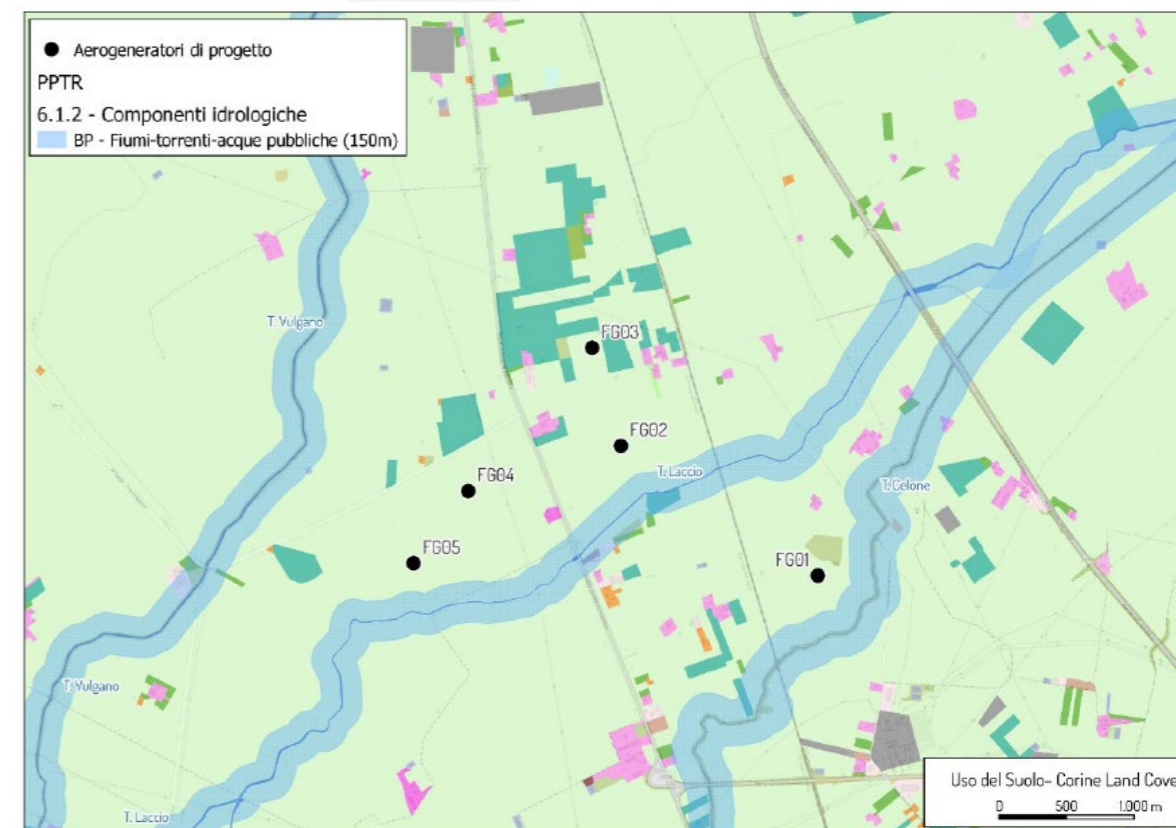 Aerogeneratori di progetto
PPTR
6.1.2 - Componenti idrologiche
BP - Fiumi-torrenti-acque pubbliche (150m)
T. Vulgano
FG03
FG02
T. Laccio
FG04
T. Celone
FG05
FG01
T. Vulgano
T. Laccio
Uso del Suolo- Corine Land Cove
0 500 1.000 m